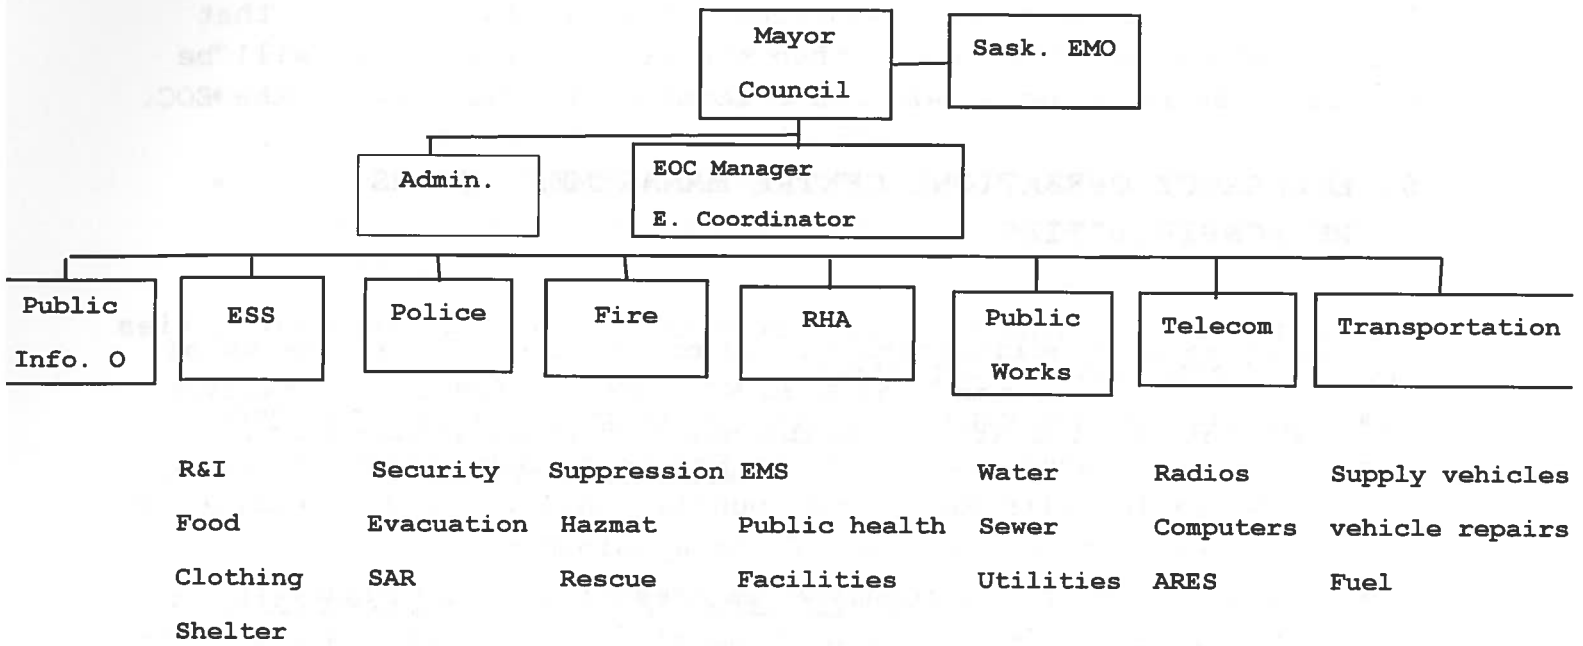 Mayor
Council
Sask. EMO
Admin.
EOC Manager
E. Coordinator
Public
Info. O
ESS
Police
Fire
RHA
Public
Works
Telecom
Transportation
R&I
Food
Clothing
Shelter
Security
Evacuation
SAR
Suppression
Hazmat
Rescue
EMS
Public health
Facilities
Water
Sewer
Utilities
Radios
Computers
ARES
Supply vehicles
vehicle repairs
Fuel